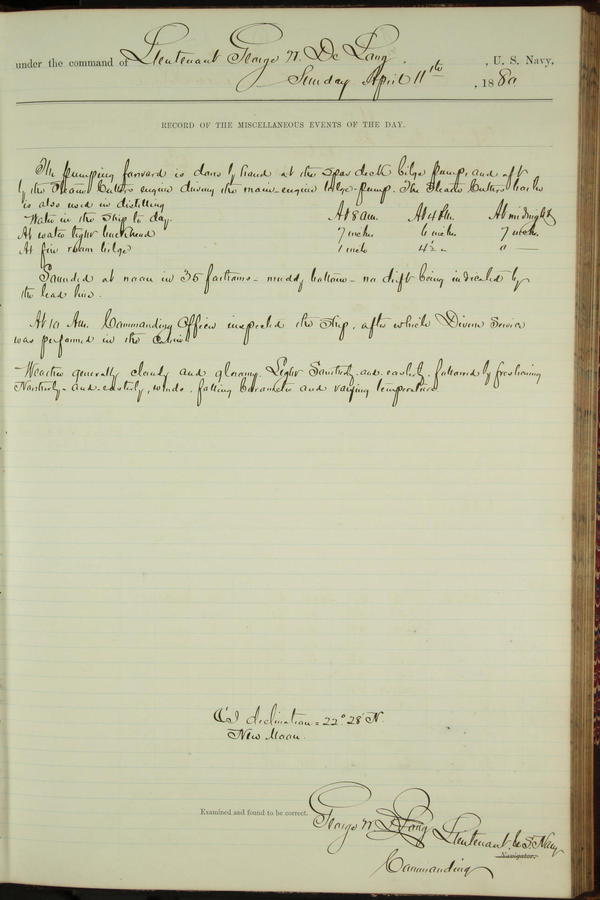 under the command of Lieutenant George W. De Long, U. S. Navy,
Sunday April 11th, 1880
RECORD OF THE MISCELLANEOUS EVENTS OF THE DAY.
The pumping forward is done by hand at the spar deck bilge pump, and aft
by the Steam Cutters engine driving the main-engine bilge-pump. The Steam Cutters boiler
is also used in distilling
Water in the ship to day. At 8 am. At 4 P.m. At midnight
At water tight bulkhead 7 inches 6 inches 7 inches
At fire room bilge 4½ "
Sounded at noon in 35 fathoms - muddy bottom - no drift being indicated by
the lead line.
At 10 Am. Commanding Officer inspected the Ship, after which Divine Service
was performed in the Cabin
Weather generally cloudy and gloomy. Light Southerly-and-easterly, followed by freshening
Northerly-and-easterly, winds. falling barometer and varying temperature
declination = 22° 28' N
New Moon.
Examined and found to be correct.
George W. De Long Lieutenant U.S. Navy
Navigator.
Commanding